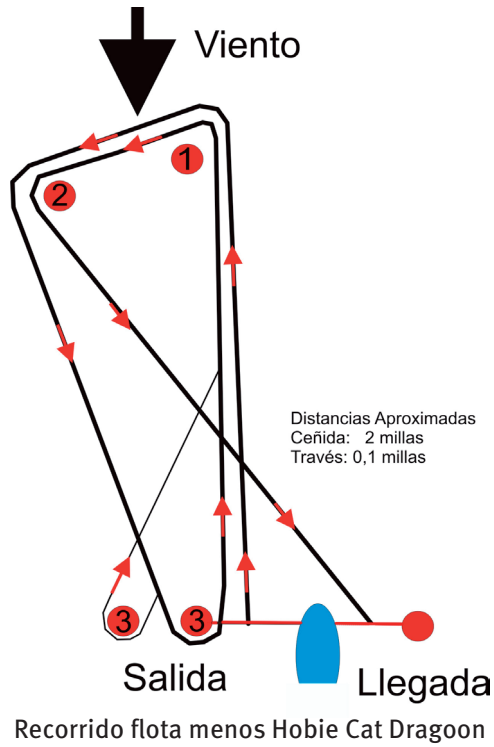 Viento
1
2
Distancias Aproximadas
Ceñida: 2 millas
Través: 0,1 millas
3
3
Salida
Llegada
Recorrido flota menos Hobie Cat Dragoon